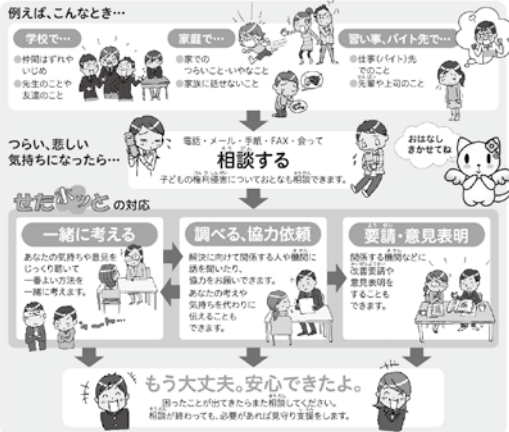 例えば、こんなとき…
学校で…
●仲間はずれや
いじめ
●先生のことや
友達のこと
家庭で…
●家での
つらいこと・いやなこと
●家族に話せないこと
習い事、バイト先で…
●仕事(バイト)先
でのこと
●先輩や上司のこと
つらい、悲しい
気持ちになったら…
電話・メール・手紙・FAX・会って
相談する
子どもの権利侵害についておとなも相談できます。
おはなし
きかせてね
せたホッと の対応
一緒に考える
あなたの気持ちや意見を
じっくり聴いて
一番よい方法を
一緒に考えます。
調べる、協力依頼
解決に向けて関係する人や機関に
話を聞いたり、
協力をお願いできます。
あなたの考えや
気持ちを代わりに
伝えることも
できます。
要請・意見表明
関係する機関などに
改善要請や
意見表明を
することも
できます。
もう大丈夫。安心できたよ。
困ったことが出てきたらまた相談してください。
相談が終わっても、必要があれば見守り支援をします。